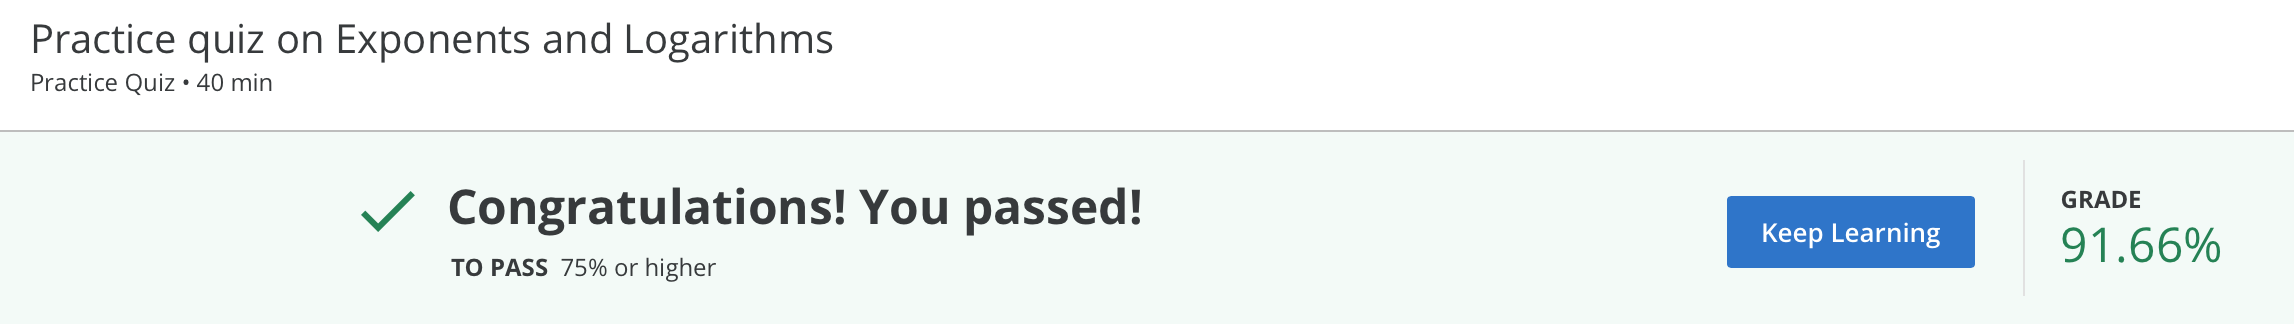 Practice quiz on Exponents and Logarithms
Practice Quiz • 40 min
Congratulations! You passed!
TO PASS 75% or higher
Keep Learning
GRADE
91.66%